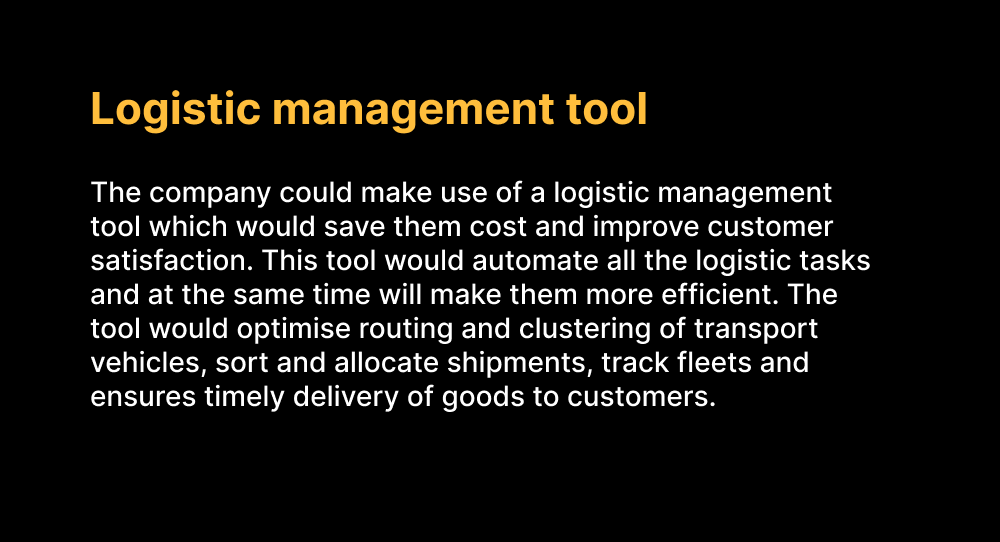 Logistic management tool
The company could make use of a logistic management
tool which would save them cost and improve customer
satisfaction. This tool would automate all the logistic tasks
and at the same time will make them more efficient. The
tool would optimise routing and clustering of transport
vehicles, sort and allocate shipments, track fleets and
ensures timely delivery of goods to customers.